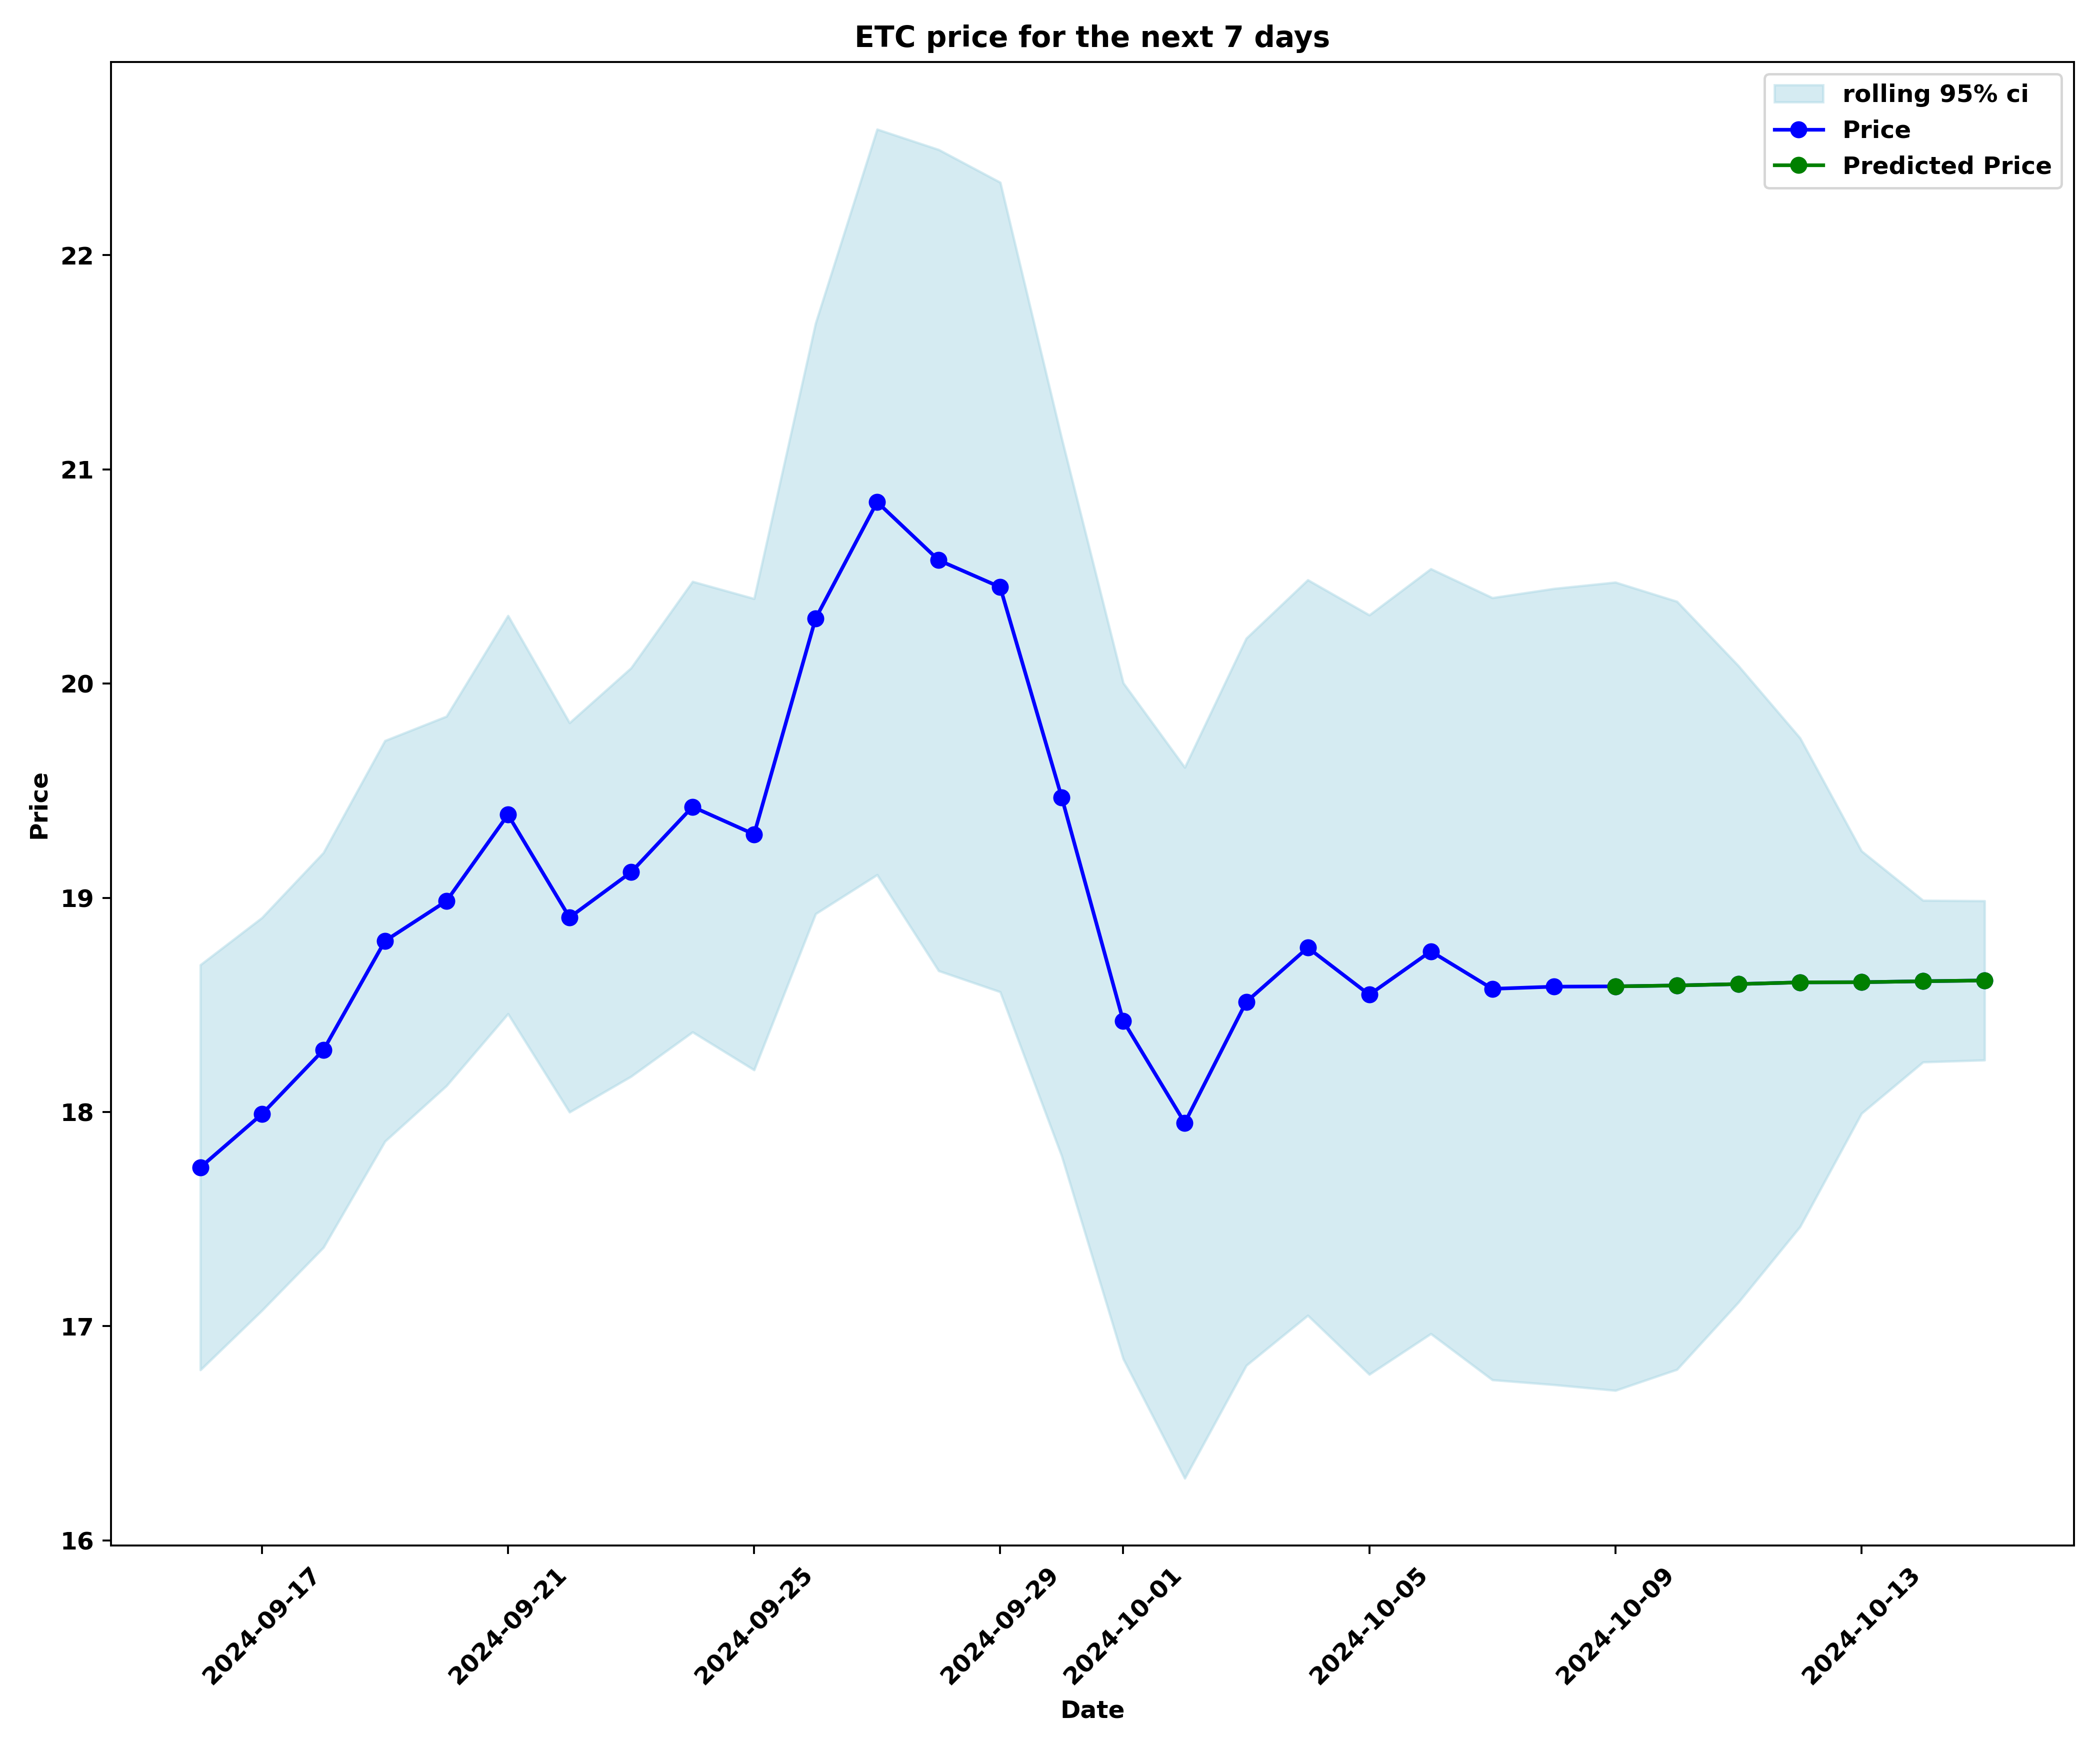 ETC price for the next 7 days
rolling 95% ci
Price
Predicted Price
22
21
20
19
18
17
16
Price
2024-09-17
2024-09-21
2024-09-25
2024-09-29
2024-10-01
2024-10-05
2024-10-09
2024-10-13
Date